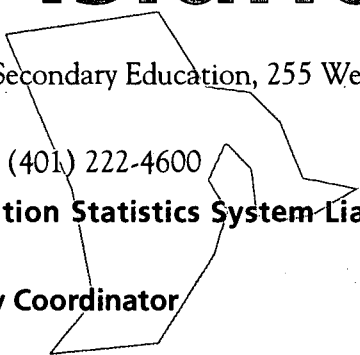 Secondary Education, 255 We
(401) 222-4600
tion Statistics System Lia
y Coordinator